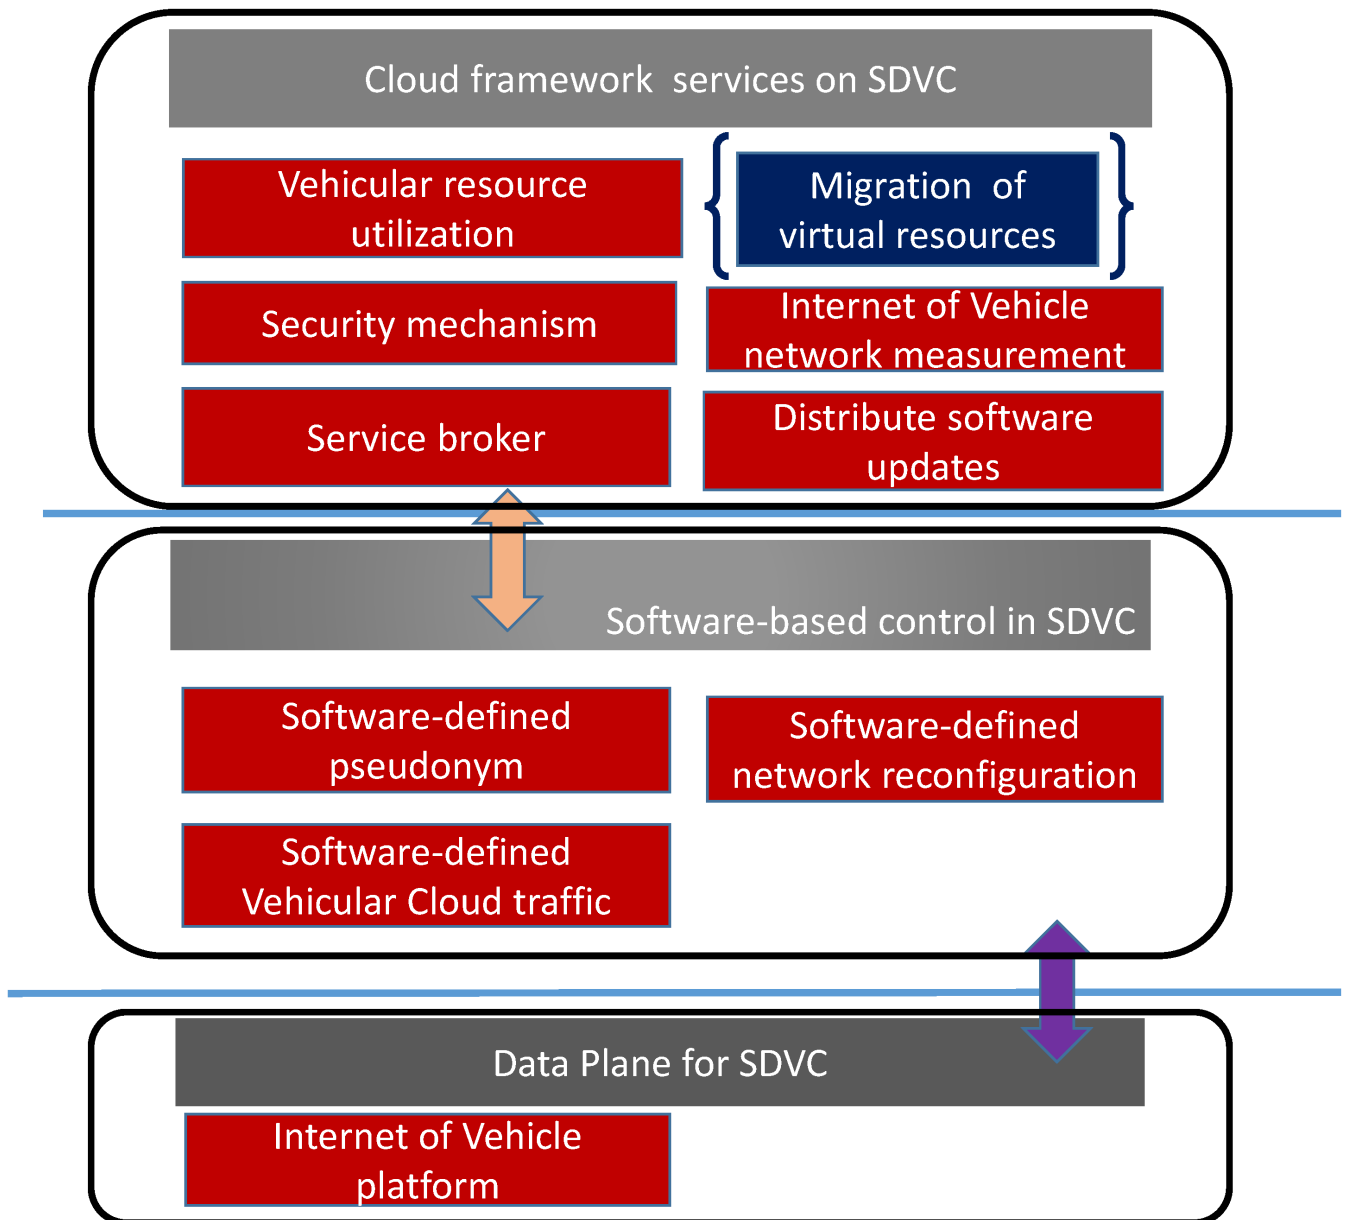 Cloud framework services on SDVC
Vehicular resource
utilization
Migration of
virtual resources
Security mechanism
Internet of Vehicle
network measurement
Service broker
Distribute software
updates
Software-based control in SDVC
Software-defined
pseudonym
Software-defined
network reconfiguration
Software-defined
Vehicular Cloud traffic
Data Plane for SDVC
Internet of Vehicle
platform